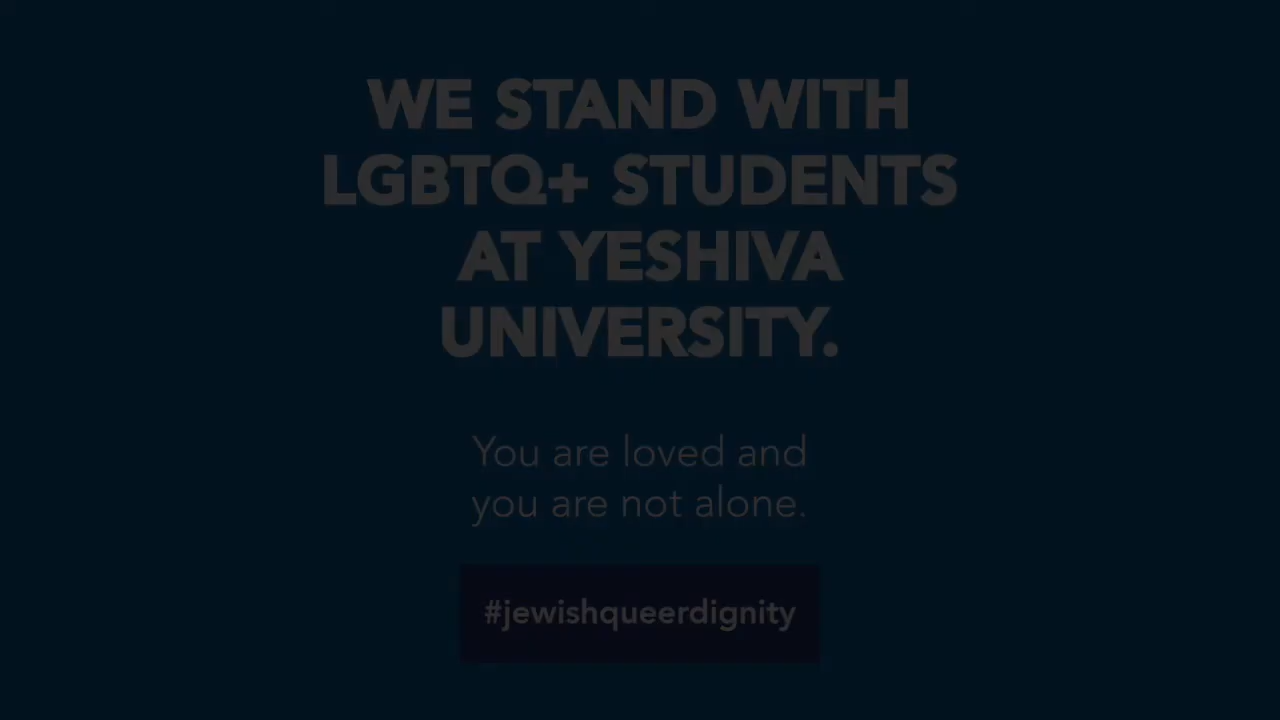 WE STAND WITH
LGBTQ+ STUDENTS
AT YESHIVA
UNIVERSITY.
You are loved and
you are not alone.
#jewishqueerdignity